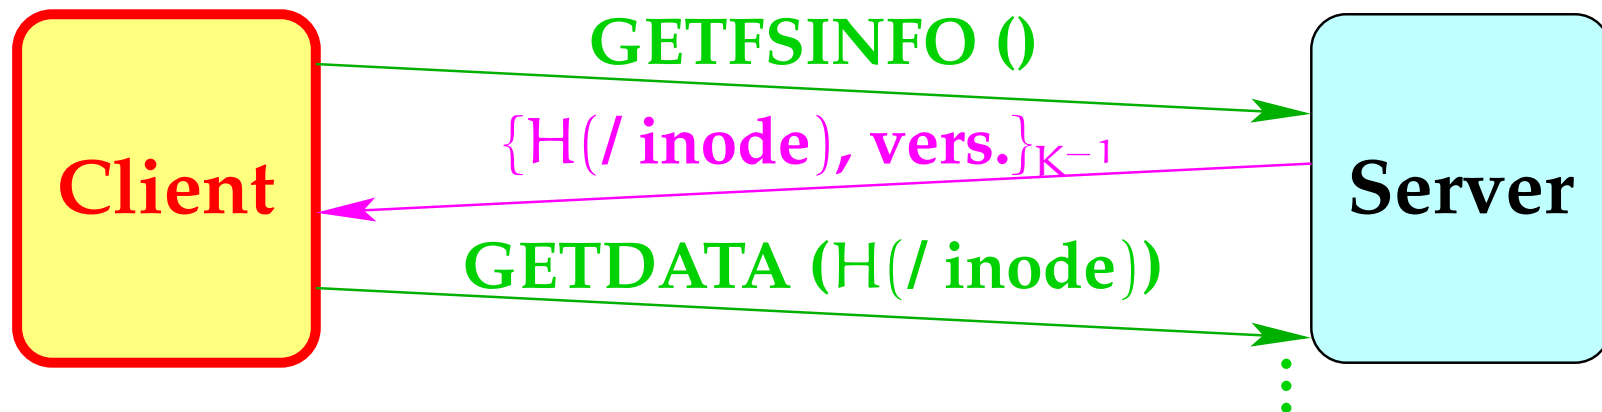 GETFSINFO ()
{H(/ inode), vers.}K−1
Client
Server
GETDATA (H(/ inode))